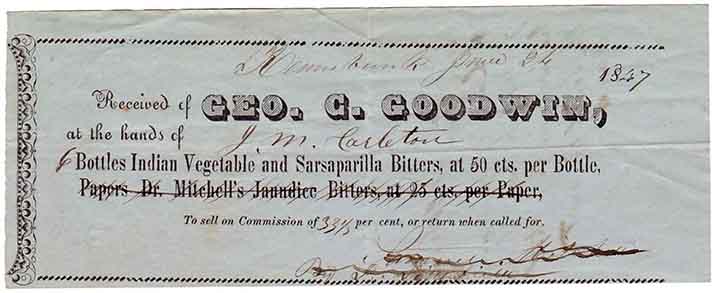 Kennebunk June 24 1847
Received of GEO. C. GOODWIN,
at the hands of J. M. Carleton
6 Bottles Indian Vegetable and Sarsaparilla Bitters, at 50 cts. per Bottle,
Papers Dr. Mitchell's Jaundice Bitters, at 25 cts. per Paper,
To sell on Commission of 33⅓ per cent, or return when called for.